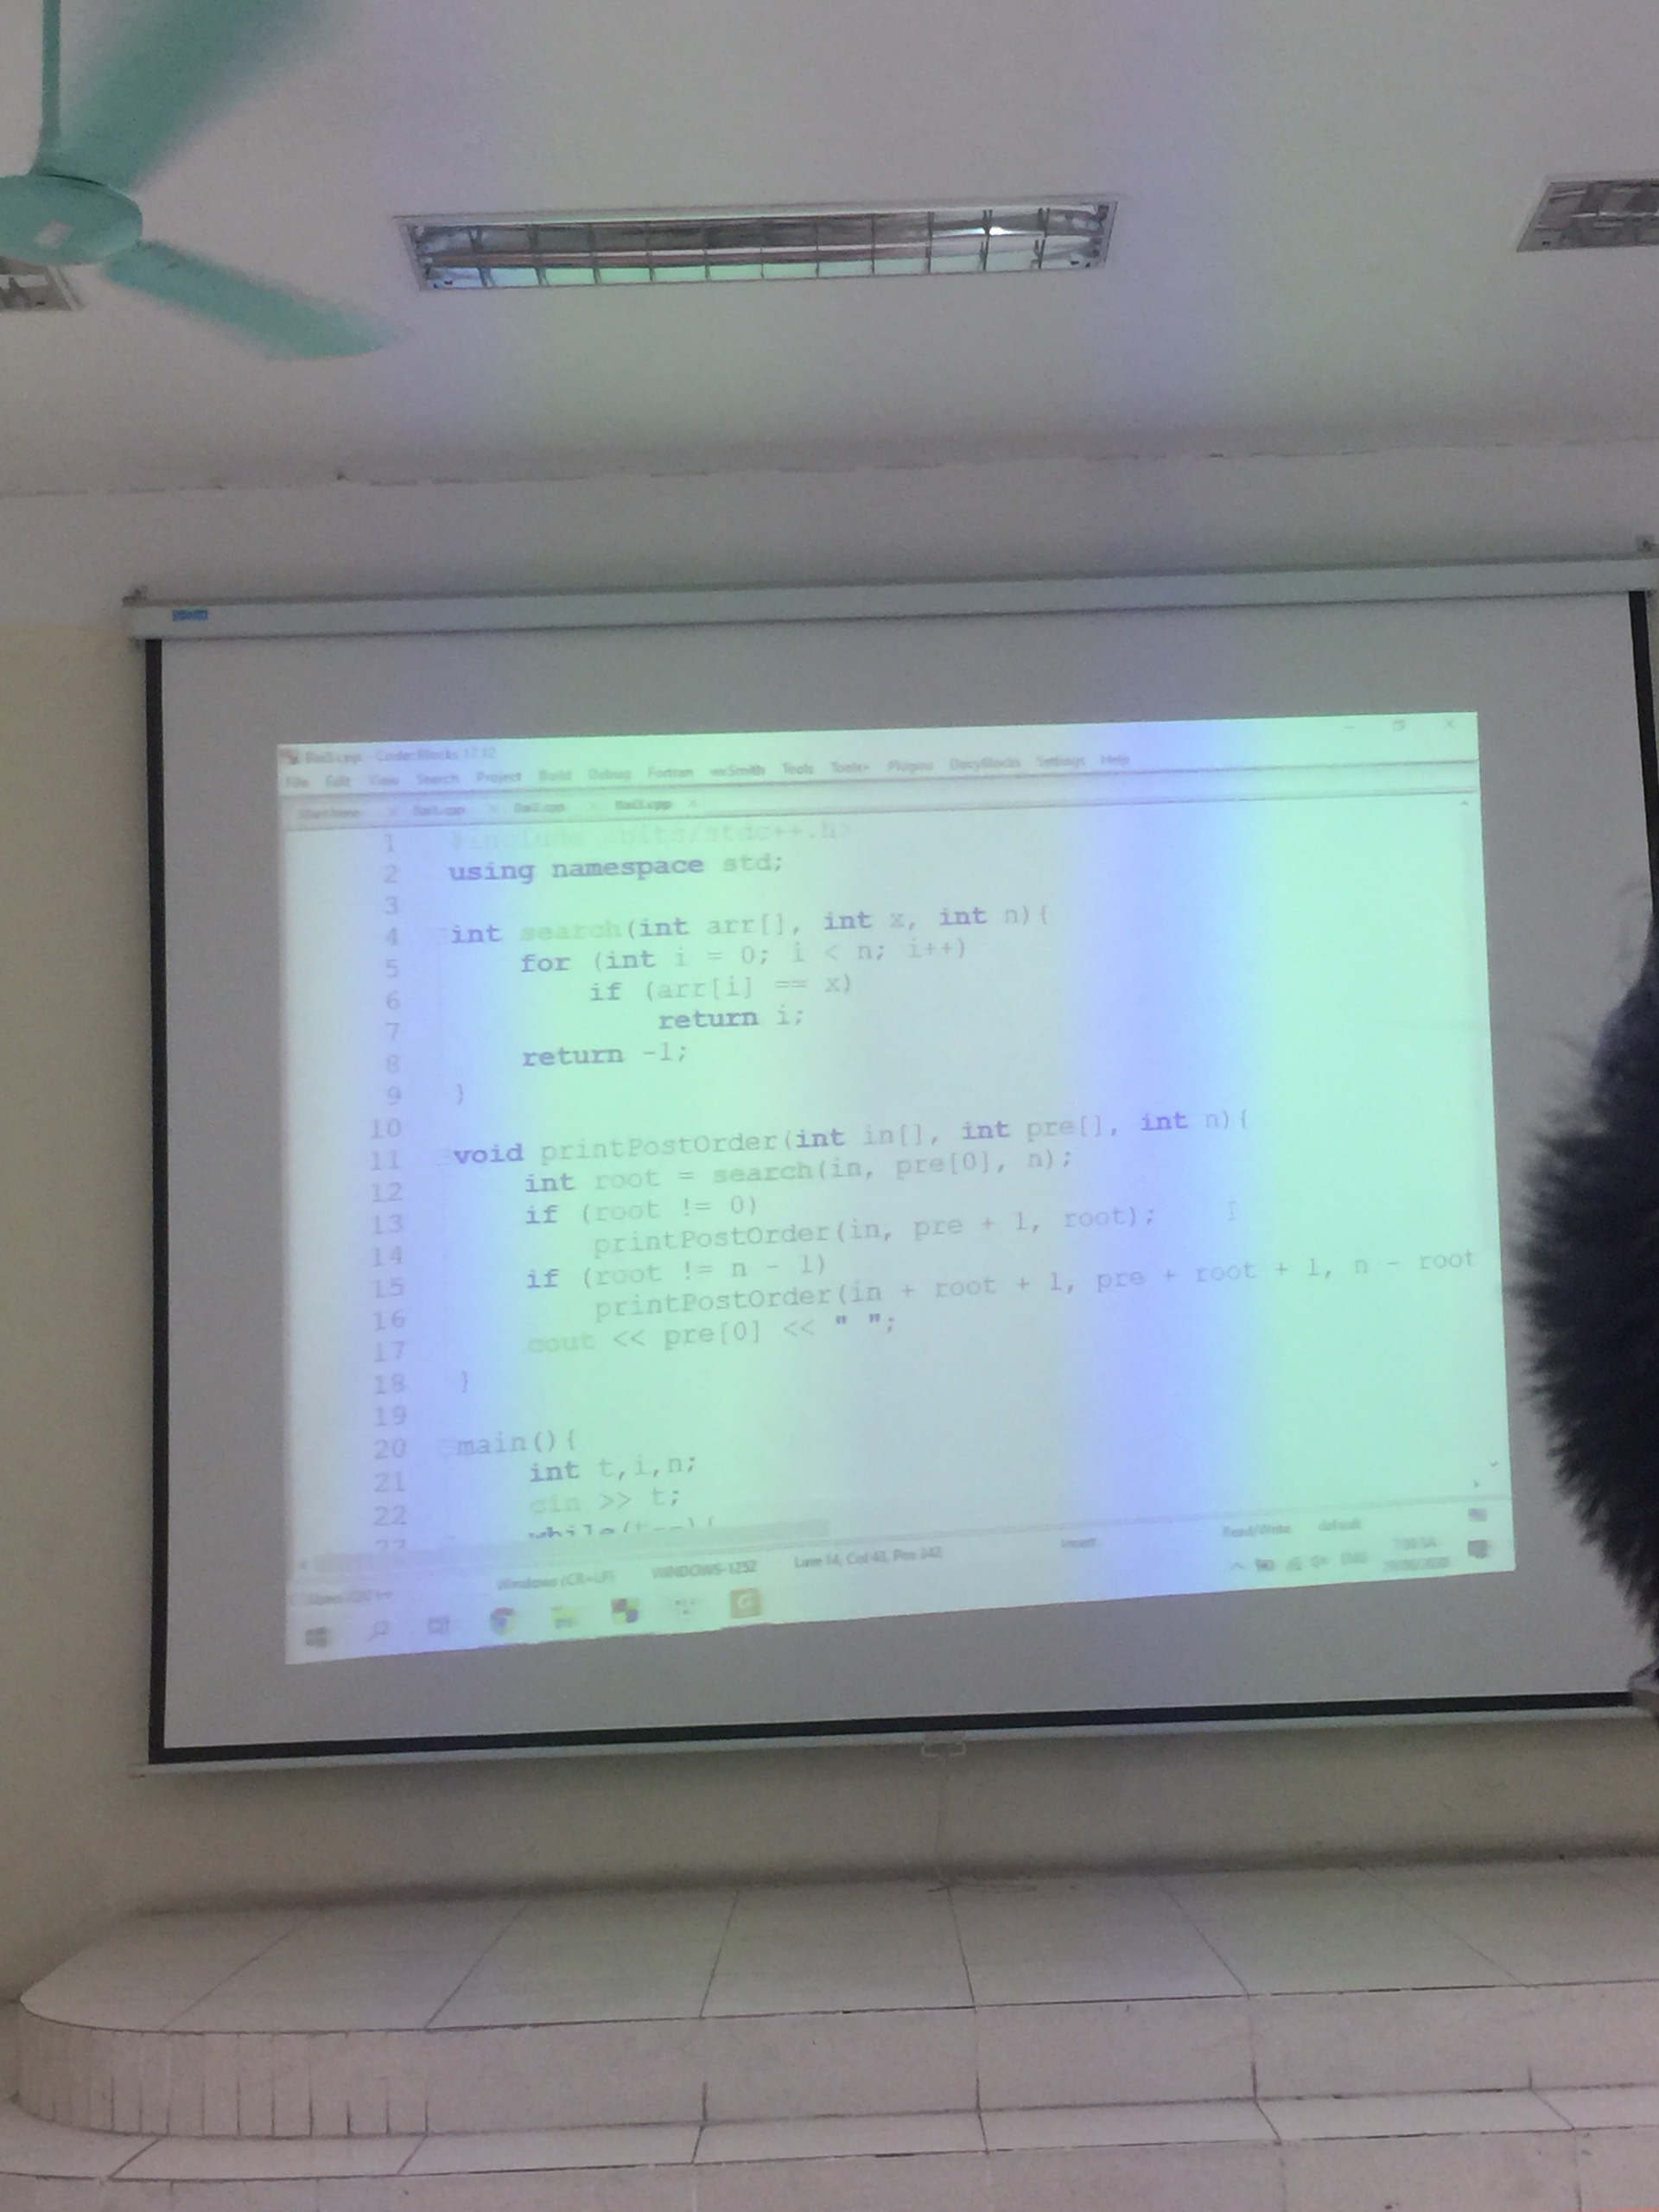 Bai3.cpp - Code::Blocks 17.12
File Edit View Search Project Build Debug Fortran wxSmith Tools Tools+ Plugins DoxyBlocks Settings Help
Start here Bai2.cpp Bai3.cpp
1 #include <bits/stdc++.h>
2 using namespace std;
3
4 int search(int arr[], int x, int n){
5 for (int i = 0; i < n; i++)
6 if (arr[i] == x)
7 return i;
8 return -1;
9 }
10
11 void printPostOrder(int in[], int pre[], int n){
12 int root = search(in, pre[0], n);
13 if (root != 0)
14 printPostOrder(in, pre + 1, root);
15 if (root != n - 1)
16 printPostOrder(in + root + 1, pre + root + 1, n - root
17 cout << pre[0] << " ";
18 }
19
20 main(){
21 int t,i,n;
22 cin >> t;
23 while(t--){
Windows (CR+LF) WINDOWS-1252 Line 14, Col 43, Pos 342 Insert Read/Write default
ENG